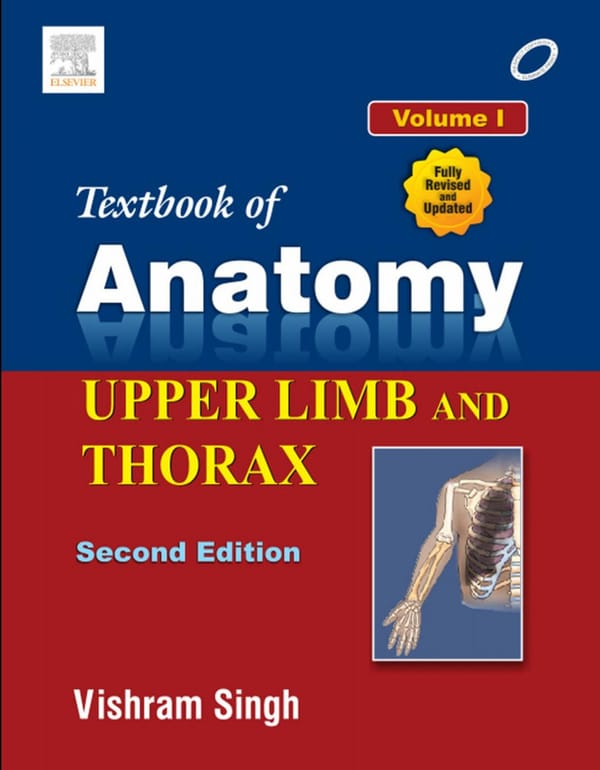 ELSEVIER
Volume I
Fully
Revised
and
Updated
Textbook of
Anatomy
UPPER LIMB AND
THORAX
Second Edition
Vishram Singh